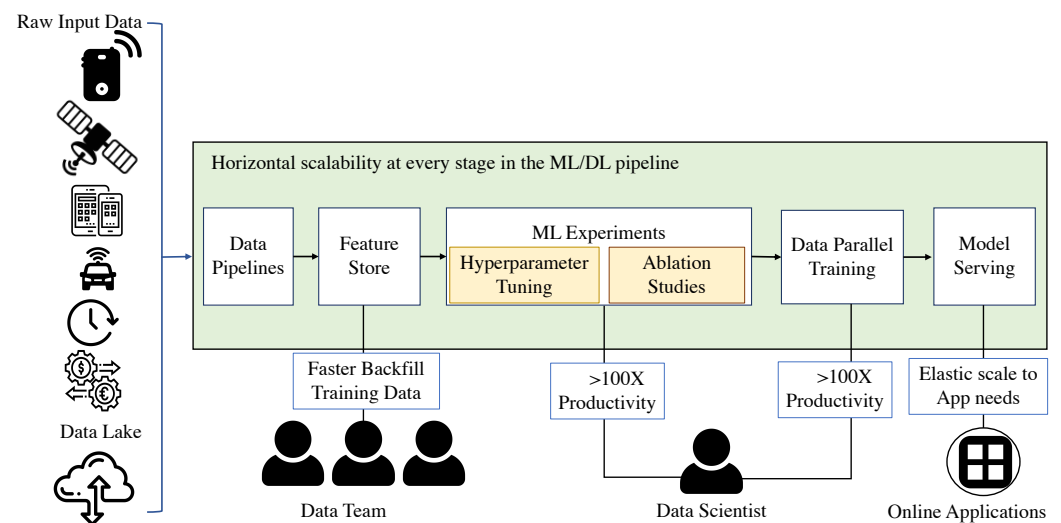 Raw Input Data
Horizontal scalability at every stage in the ML/DL pipeline
Data
Pipelines
Feature
Store
ML Experiments
Hyperparameter
Tuning
Ablation
Studies
Data Parallel
Training
Model
Serving
Faster Backfill
Training Data
>100X
Productivity
>100X
Productivity
Elastic scale to
App needs
Data Lake
$
€
Data Team
Data Scientist
Online Applications